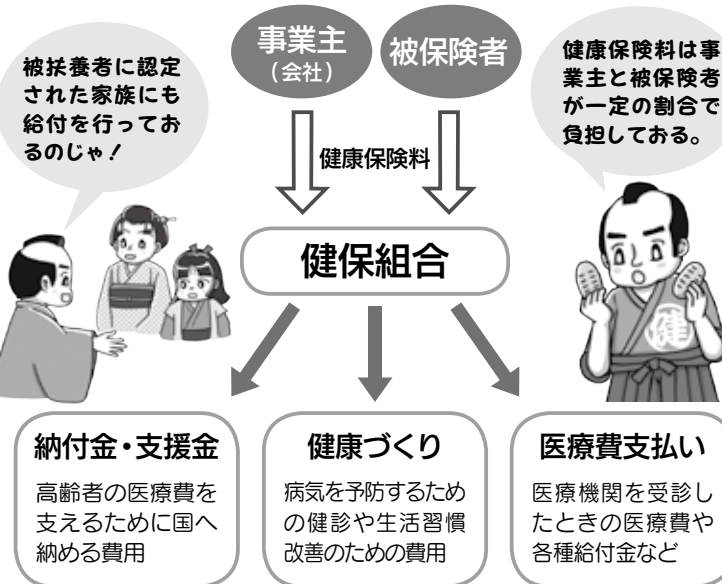 被扶養者に認定
された家族にも
給付を行ってお
るのじゃ！
事業主
（会社）
被保険者
健康保険料は事
業主と被保険者
が一定の割合で
負担しておる。
健康保険料
健保組合
健
納付金・支援金
高齢者の医療費を
支えるために国へ
納める費用
健康づくり
病気を予防するため
の健診や生活習慣
改善のための費用
医療費支払い
医療機関を受診し
たときの医療費や
各種給付金など